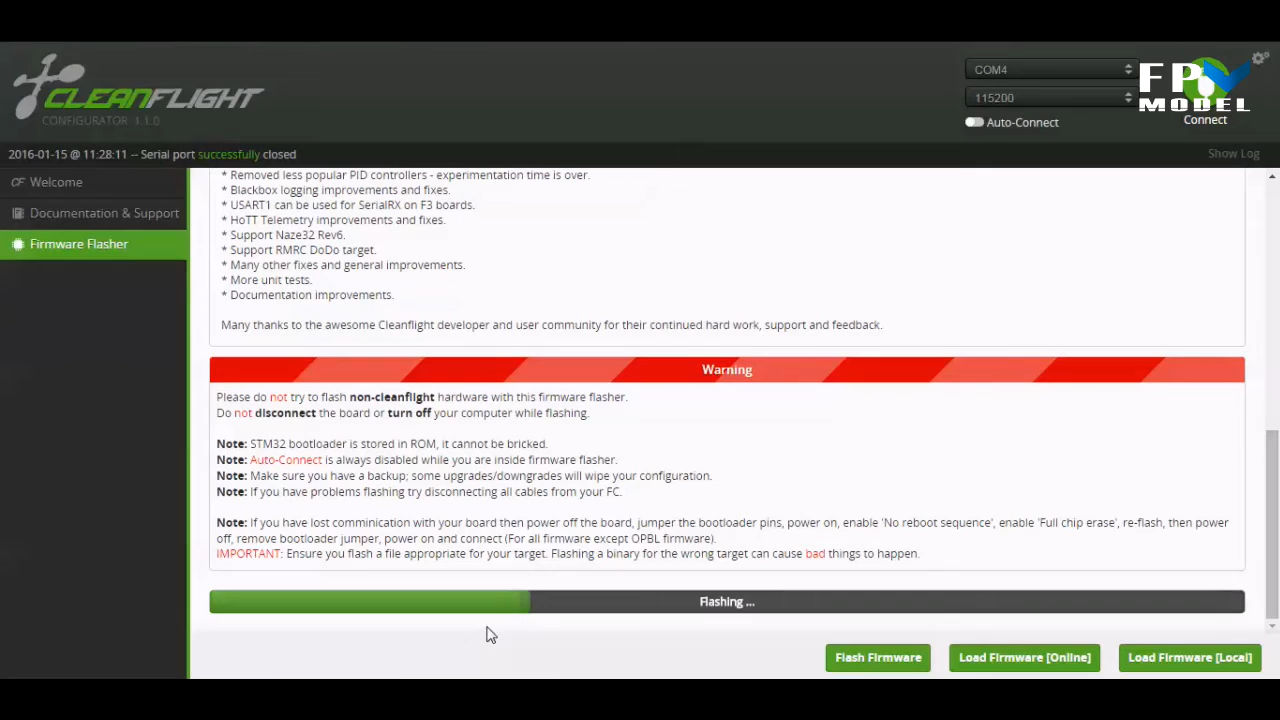 CLEANFLIGHT
CONFIGURATOR 1.1.0
COM4
115200
Auto-Connect
FP MODEL
Connect
2016-01-15 @ 11:28:11 -- Serial port successfully closed
Show Log
CF Welcome
Documentation & Support
Firmware Flasher
* Removed less popular PID controllers - experimentation time is over.
* Blackbox logging improvements and fixes.
* USART1 can be used for SerialRX on F3 boards.
* HoTT Telemetry improvements and fixes.
* Support Naze32 Rev6.
* Support RMRC DoDo target.
* Many other fixes and general improvements.
* More unit tests.
* Documentation improvements.
Many thanks to the awesome Cleanflight developer and user community for their continued hard work, support and feedback.
Warning
Please do not try to flash non-cleanflight hardware with this firmware flasher.
Do not disconnect the board or turn off your computer while flashing.
Note: STM32 bootloader is stored in ROM, it cannot be bricked.
Note: Auto-Connect is always disabled while you are inside firmware flasher.
Note: Make sure you have a backup; some upgrades/downgrades will wipe your configuration.
Note: If you have problems flashing try disconnecting all cables from your FC.
Note: If you have lost comminication with your board then power off the board, jumper the bootloader pins, power on, enable 'No reboot sequence', enable 'Full chip erase', re-flash, then power
off, remove bootloader jumper, power on and connect (For all firmware except OPBL firmware).
IMPORTANT: Ensure you flash a file appropriate for your target. Flashing a binary for the wrong target can cause bad things to happen.
Flashing ...
Flash Firmware
Load Firmware [Online]
Load Firmware [Local]